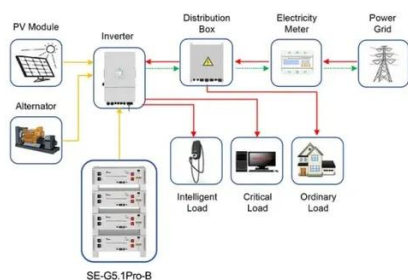 PV Module
Inverter
Distribution
Box
Electricity
Meter
Power
Grid
Alternator
Intelligent
Load
Critical
Load
Ordinary
Load
SE-G5.1Pro-B